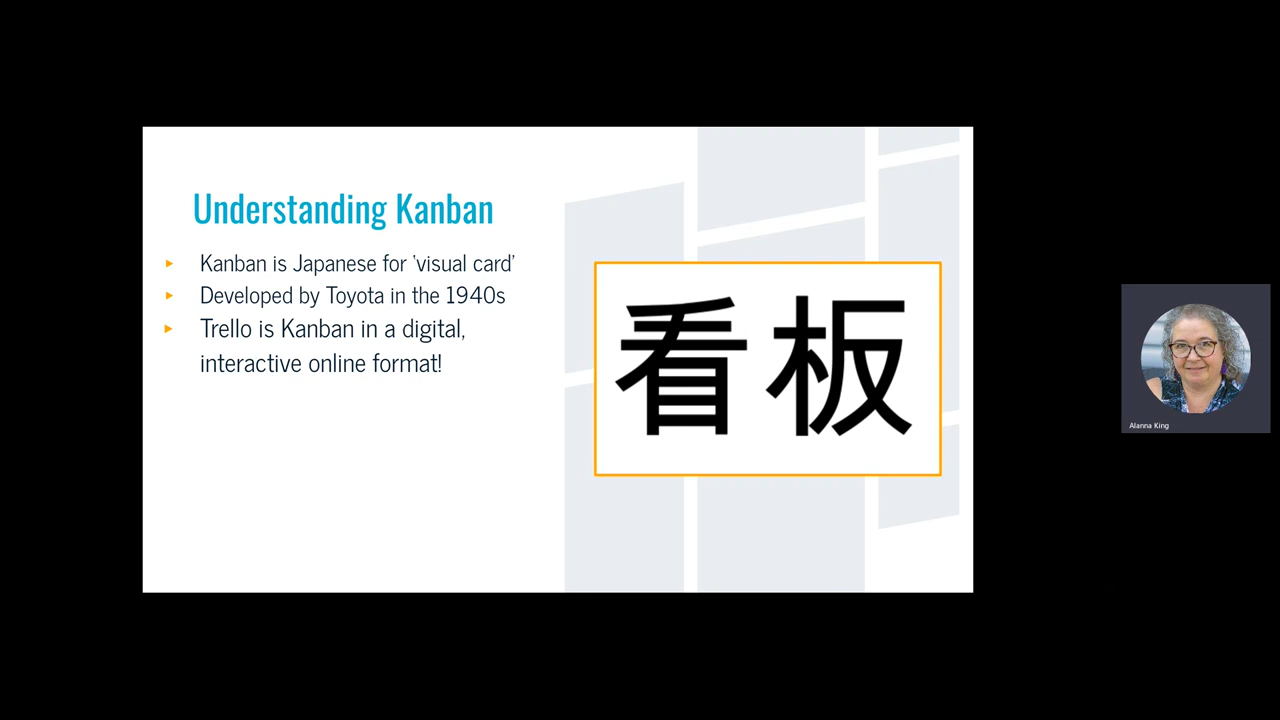 Understanding Kanban
Kanban is Japanese for 'visual card'
Developed by Toyota in the 1940s
Trello is Kanban in a digital,
interactive online format!
看板
Alanna King